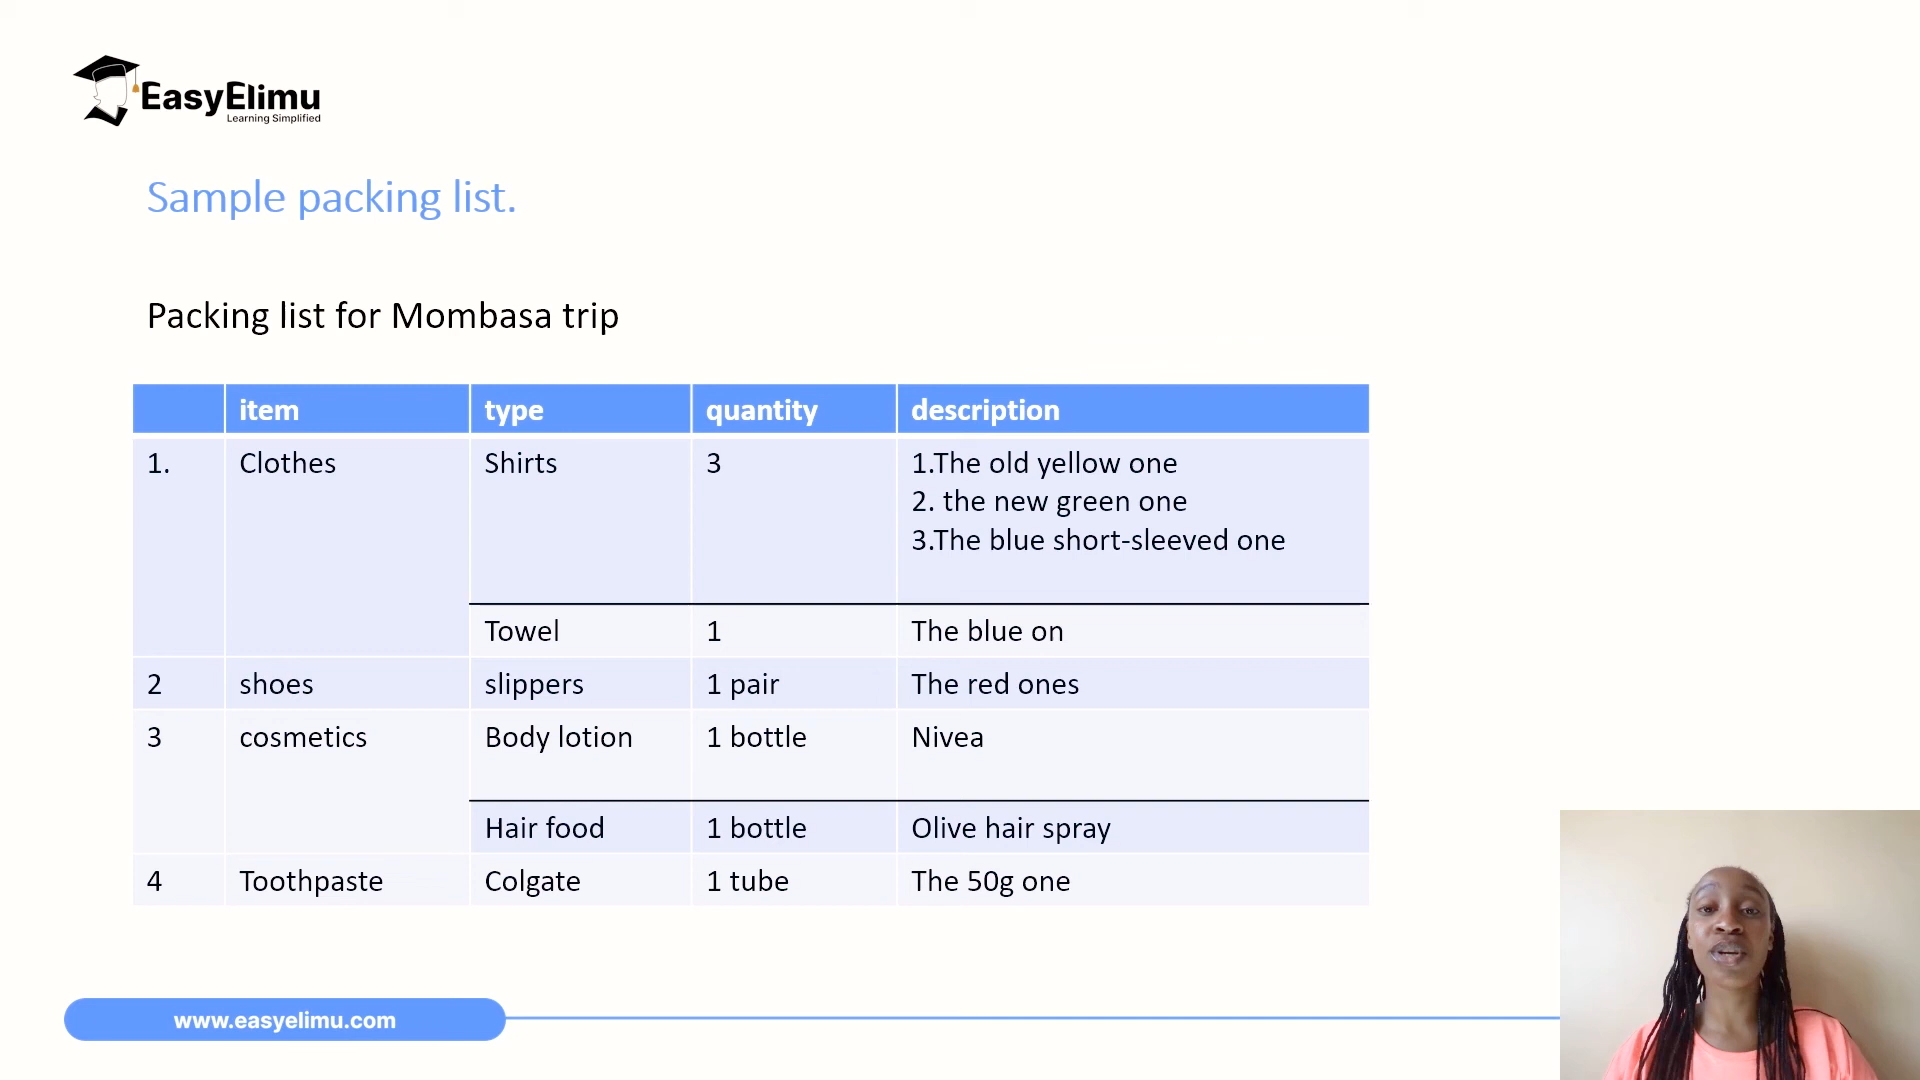 EasyElimu
Learning Simplified
Sample packing list.
Packing list for Mombasa trip
item type quantity description
1. Clothes Shirts 3 1.The old yellow one
2. the new green one
3.The blue short-sleeved one
Towel 1 The blue on
2 shoes slippers 1 pair The red ones
3 cosmetics Body lotion 1 bottle Nivea
Hair food 1 bottle Olive hair spray
4 Toothpaste Colgate 1 tube The 50g one
www.easyelimu.com